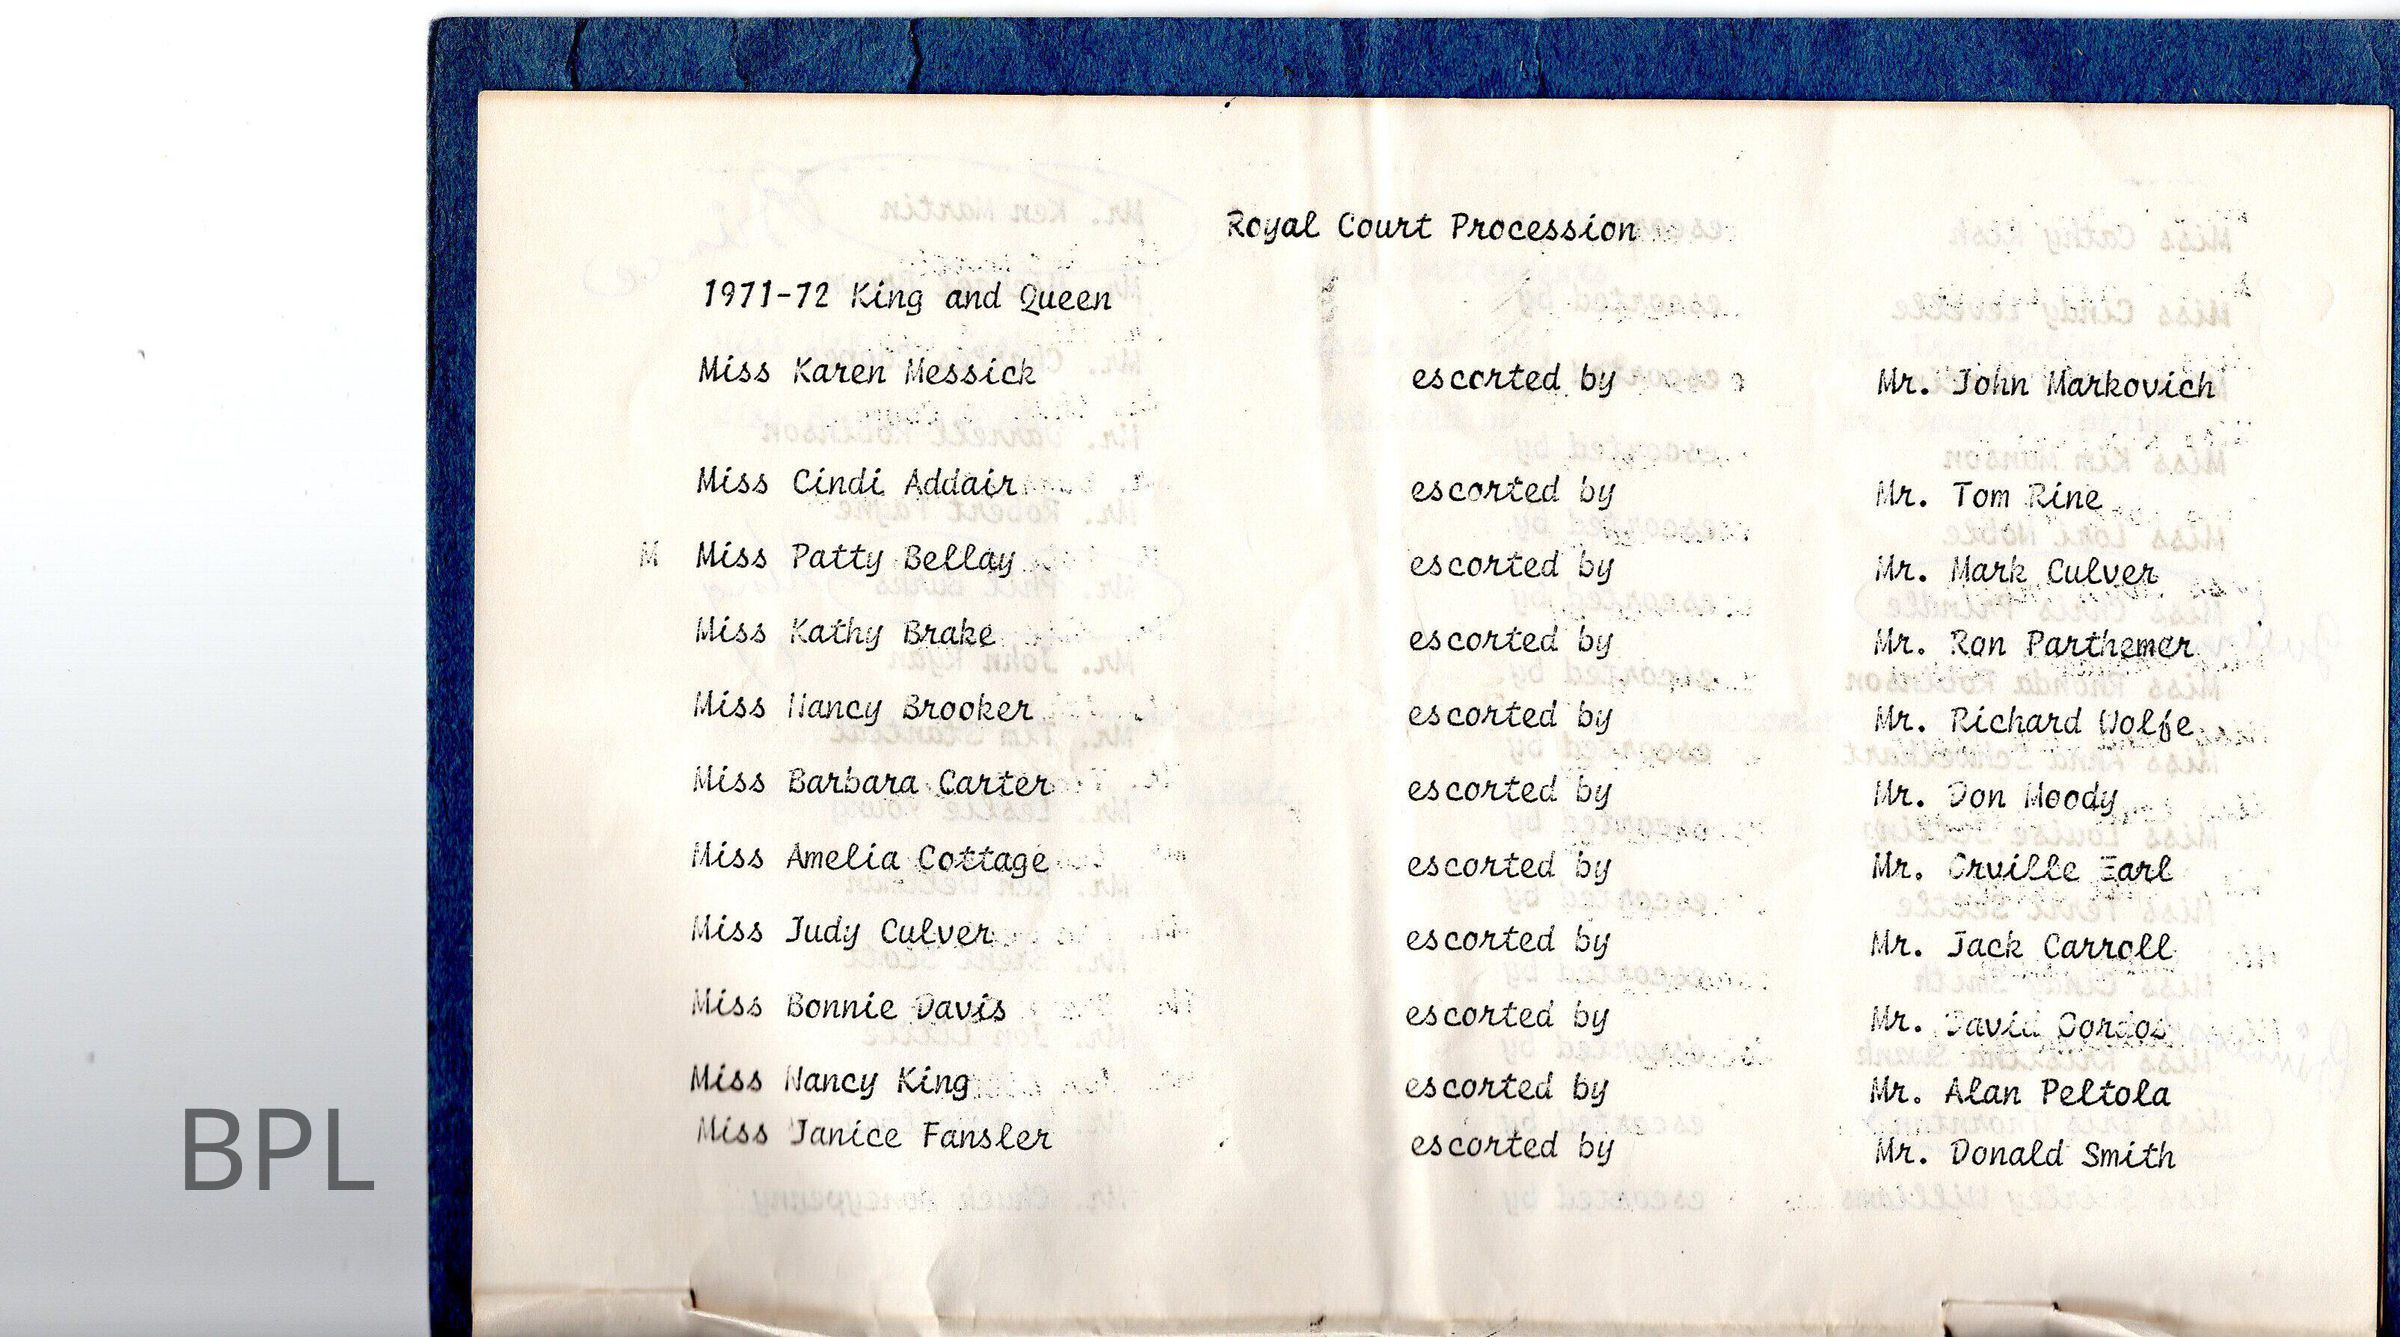 Royal Court Procession
1971-72 King and Queen
Miss Karen Messick escorted by Mr. John Markovich
Miss Cindi Addair escorted by Mr. Tom Rine
M Miss Patty Bellay escorted by Mr. Mark Culver
Miss Kathy Brake escorted by Mr. Ron Parthemer
Miss Nancy Brooker escorted by Mr. Richard Wolfe
Miss Barbara Carter escorted by Mr. Don Moody
Miss Amelia Cottage escorted by Mr. Orville Earl
Miss Judy Culver escorted by Mr. Jack Carroll
Miss Bonnie Davis escorted by Mr. David
Miss Nancy King escorted by Mr. Alan Peltola
Miss Janice Fansler escorted by Mr. Donald Smith
BPL